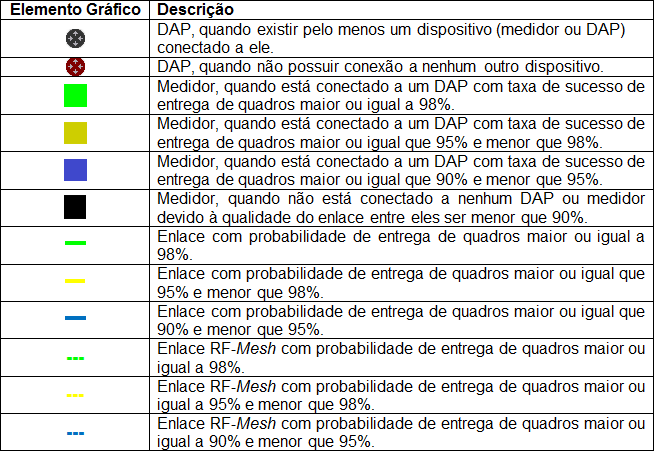 Elemento Gráfico Descrição
DAP, quando existir pelo menos um dispositivo (medidor ou DAP)
conectado a ele.
DAP, quando não possuir conexão a nenhum outro dispositivo.
Medidor, quando está conectado a um DAP com taxa de sucesso de
entrega de quadros maior ou igual a 98%.
Medidor, quando está conectado a um DAP com taxa de sucesso de
entrega de quadros maior ou igual que 95% e menor que 98%.
Medidor, quando está conectado a um DAP com taxa de sucesso de
entrega de quadros maior ou igual que 90% e menor que 95%.
Medidor, quando não está conectado a nenhum DAP ou medidor
devido à qualidade do enlace entre eles ser menor que 90%.
Enlace com probabilidade de entrega de quadros maior ou igual a
98%.
Enlace com probabilidade de entrega de quadros maior ou igual que
95% e menor que 98%.
Enlace com probabilidade de entrega de quadros maior ou igual que
90% e menor que 95%.
Enlace RF-Mesh com probabilidade de entrega de quadros maior ou
igual a 98%.
Enlace RF-Mesh com probabilidade de entrega de quadros maior ou
igual a 95% e menor que 98%.
Enlace RF-Mesh com probabilidade de entrega de quadros maior ou
igual a 90% e menor que 95%.